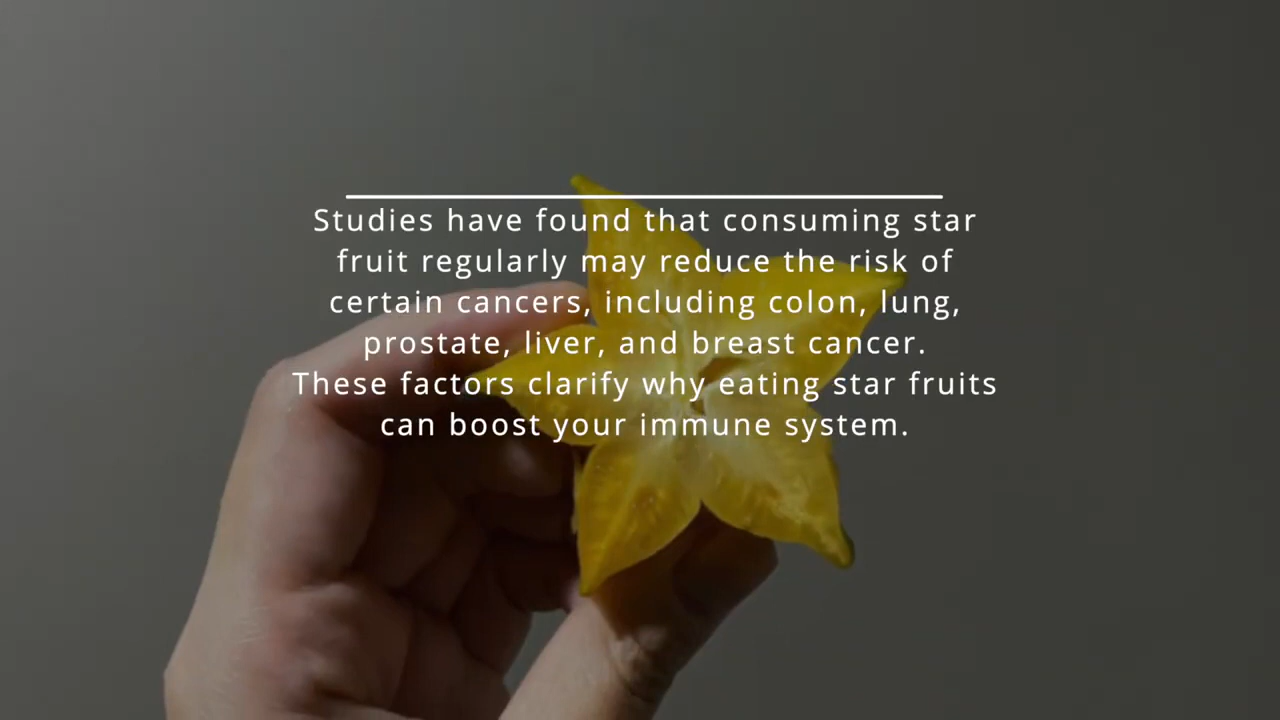 Studies have found that consuming star
fruit regularly may reduce the risk of
certain cancers, including colon, lung,
prostate, liver, and breast cancer.
These factors clarify why eating star fruits
can boost your immune system.